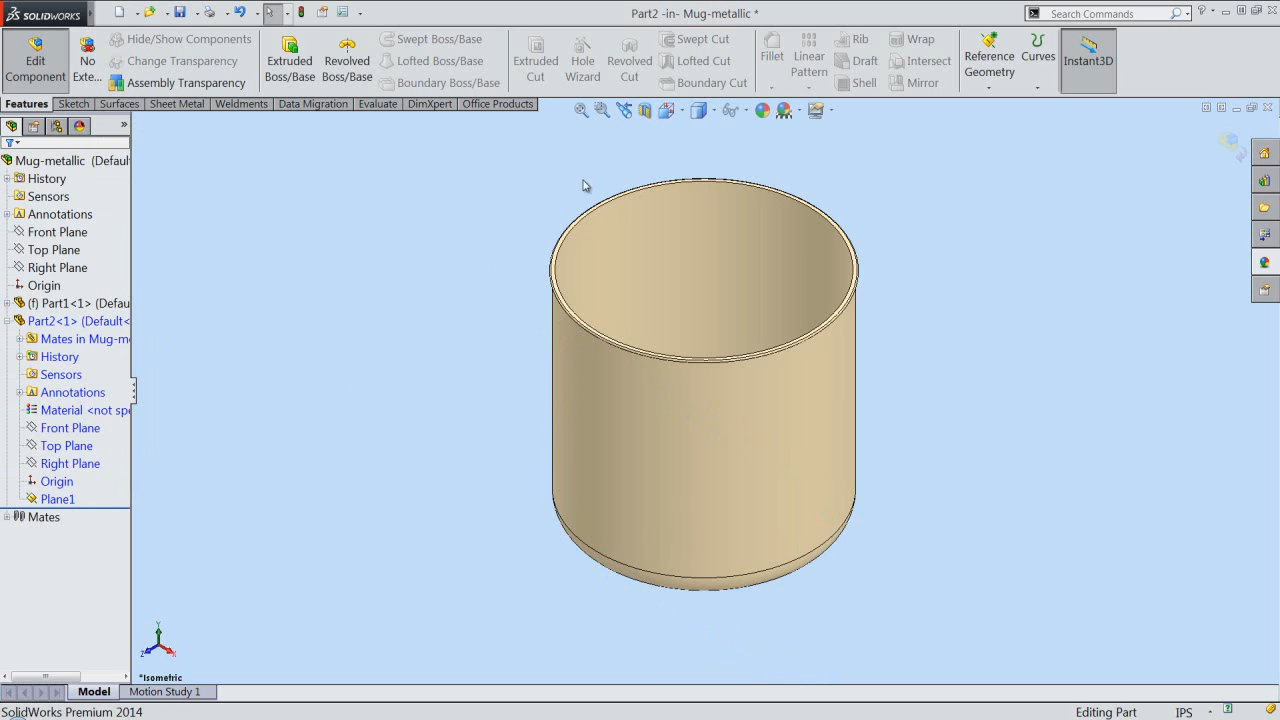 SOLIDWORKS
Part2 -in- Mug-metallic *
Search Commands
Edit
Component
No
Exte...
Hide/Show Components
Change Transparency
Assembly Transparency
Extruded
Boss/Base
Revolved
Boss/Base
Swept Boss/Base
Lofted Boss/Base
Boundary Boss/Base
Extruded
Cut
Hole
Wizard
Revolved
Cut
Swept Cut
Lofted Cut
Boundary Cut
Fillet
Linear
Pattern
Rib
Draft
Shell
Wrap
Intersect
Mirror
Reference
Geometry
Curves
Instant3D
Features
Sketch
Surfaces
Sheet Metal
Weldments
Data Migration
Evaluate
DimXpert
Office Products
Mug-metallic (Defaul
History
Sensors
Annotations
Front Plane
Top Plane
Right Plane
Origin
(f) Part1<1> (Defau
Part2<1> (Default<
Mates in Mug-m
History
Sensors
Annotations
Material <not sp
Front Plane
Top Plane
Right Plane
Origin
Plane1
Mates
Y
Z
X
*Isometric
Model
Motion Study 1
SolidWorks Premium 2014
Editing Part
IPS